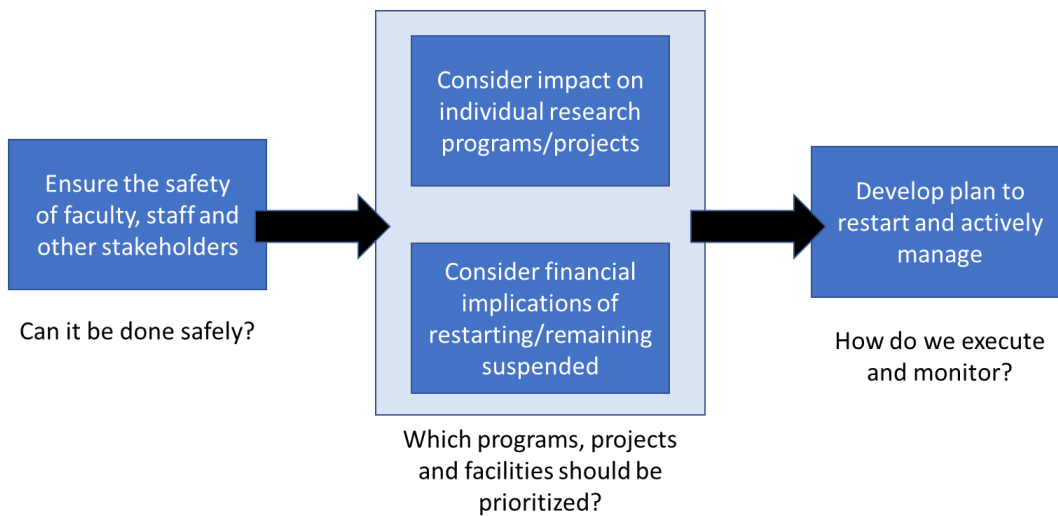 Ensure the safety
of faculty, staff and
other stakeholders
Can it be done safely?
Consider impact on
individual research
programs/projects
Consider financial
implications of
restarting/remaining
suspended
Which programs, projects
and facilities should be
prioritized?
Develop plan to
restart and actively
manage
How do we execute
and monitor?